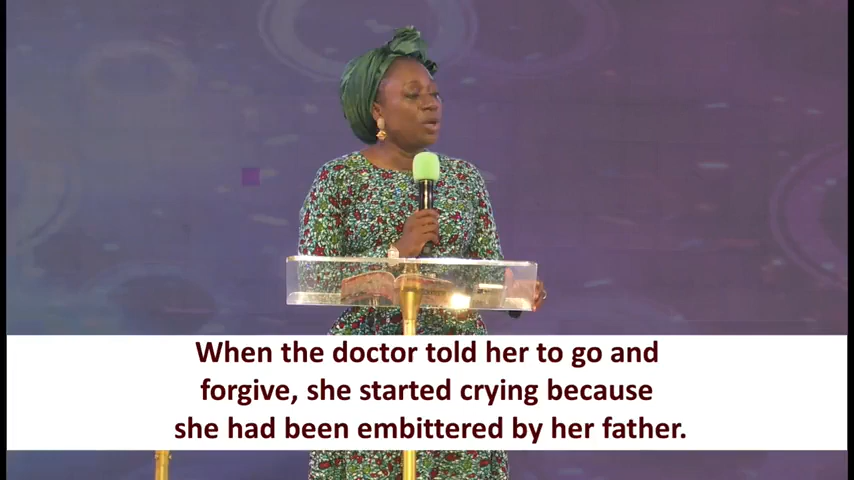 When the doctor told her to go and
forgive, she started crying because
she had been embittered by her father.